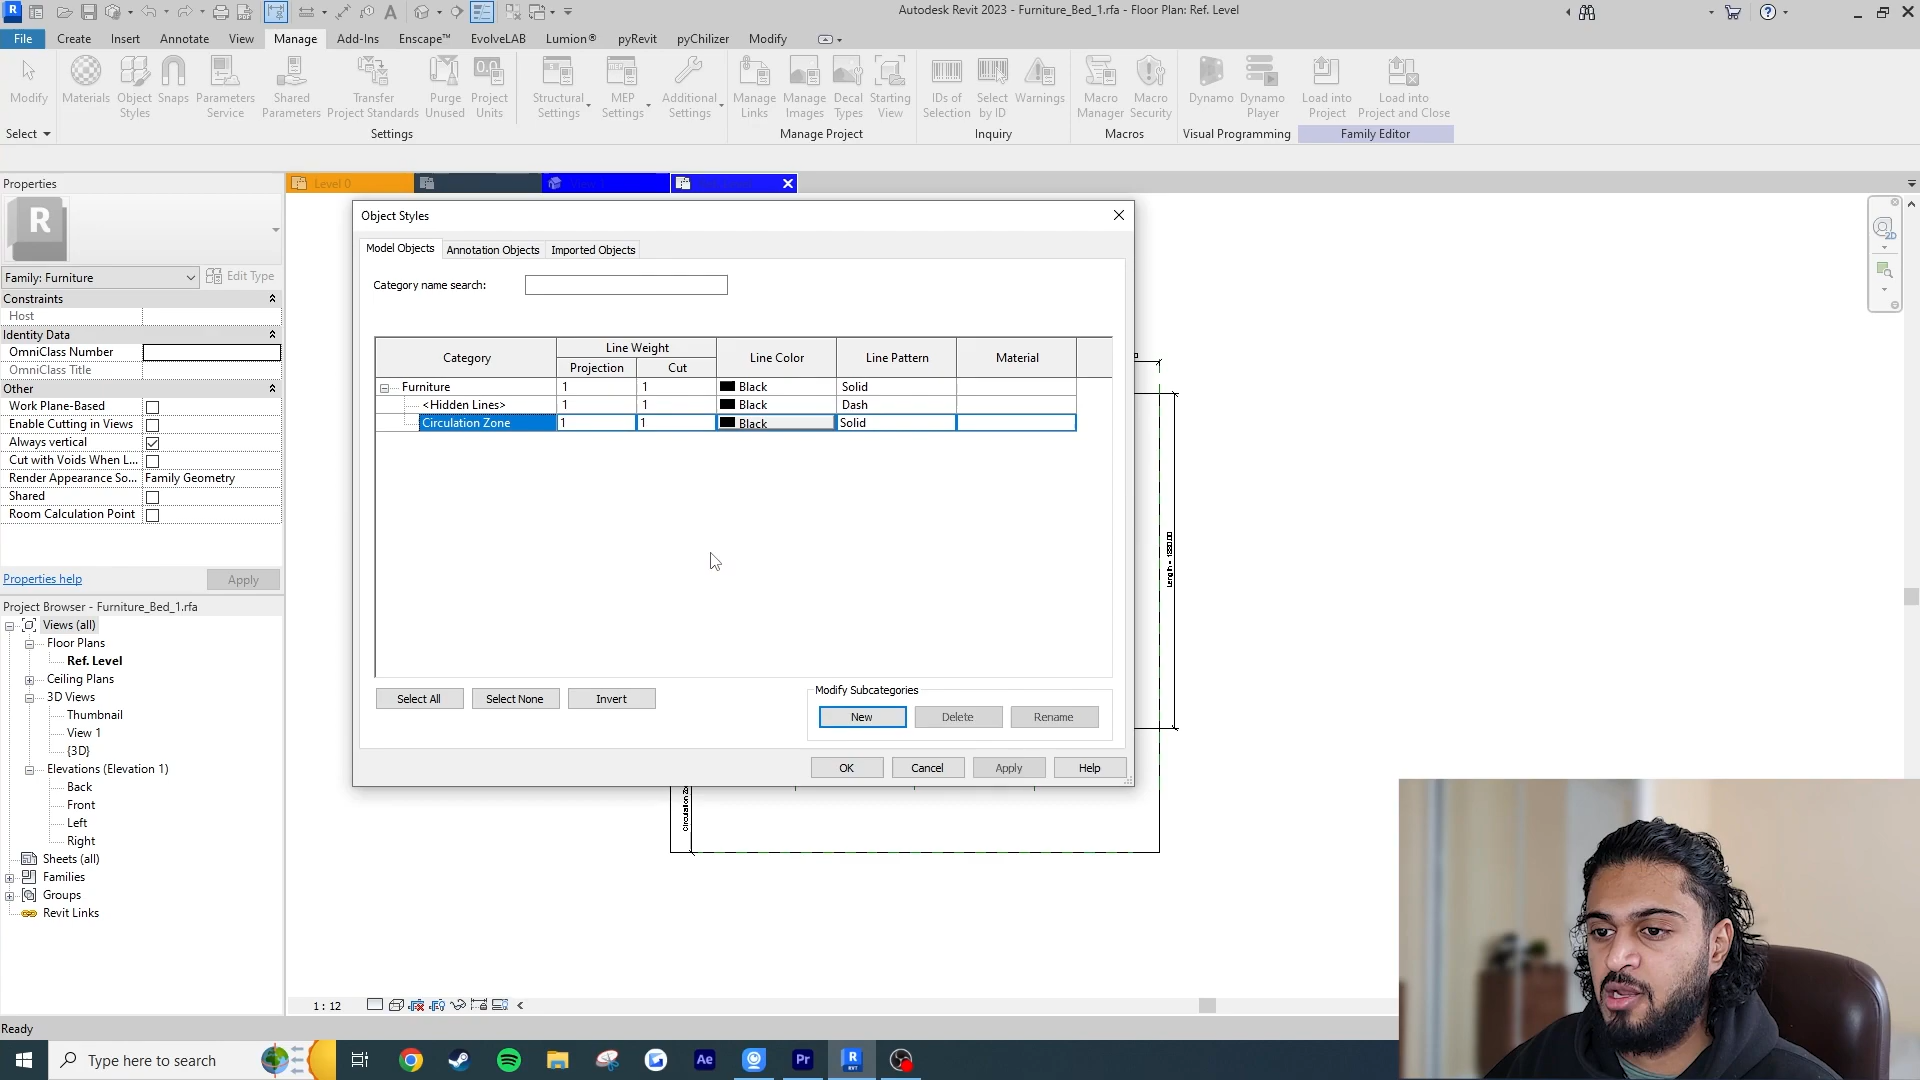 Autodesk Revit 2023 - Furniture_Bed_1.rfa - Floor Plan: Ref. Level
File Create Insert Annotate View Manage Add-Ins Enscape™ EvolveLAB Lumion® pyRevit pyChilizer Modify
Modify
Materials
Object Styles
Snaps
Parameters Service
Shared Parameters
Transfer Project Standards
Purge Unused
Project Units
Structural Settings
MEP Settings
Additional Settings
Manage Links
Manage Images
Decal Types
Starting View
IDs of Selection
Select by ID
Warnings
Macro Manager
Macro Security
Dynamo
Dynamo Player
Load into Project
Load into Project and Close
Select Settings Manage Project Inquiry Macros Visual Programming Family Editor
Properties
Level 0
R
Family: Furniture Edit Type
Constraints
Host
Identity Data
OmniClass Number
OmniClass Title
Other
Work Plane-Based
Enable Cutting in Views
Always vertical
Cut with Voids When L...
Render Appearance So... Family Geometry
Shared
Room Calculation Point
Properties help Apply
Project Browser - Furniture_Bed_1.rfa
Views (all)
Floor Plans
Ref. Level
Ceiling Plans
3D Views
Thumbnail
View 1
{3D}
Elevations (Elevation 1)
Back
Front
Left
Right
Sheets (all)
Families
Groups
Revit Links
Object Styles
Model Objects Annotation Objects Imported Objects
Category name search:
Category Line Weight Line Color Line Pattern Material
Projection Cut
Furniture 1 1 Black Solid
<Hidden Lines> 1 1 Black Dash
Circulation Zone 1 1 Black Solid
Select All Select None Invert
Modify Subcategories
New Delete Rename
OK Cancel Apply Help
2D
1 : 12
Ready
Type here to search
Ae Pr R RVT